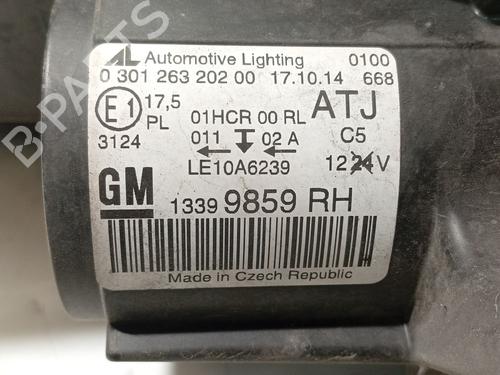 AL Automotive Lighting 0100
0 301 263 202 00 17.10.14 668
E1 17,5 01HCR 00 RL ATJ
PL 011 02 A C5
3124 LE10A6239 12 24 V
GM 1339 9859 RH
Made in Czech Republic
B-PARTS